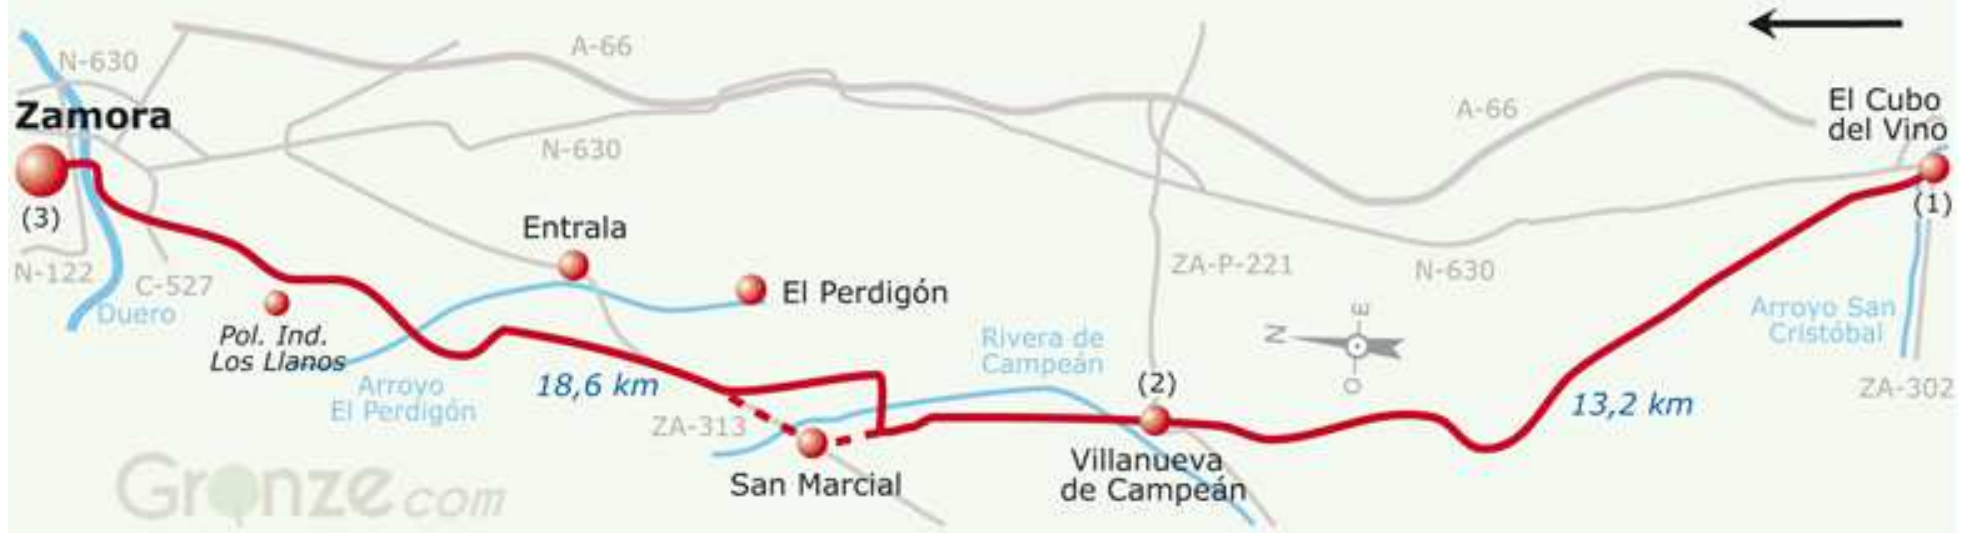 A-66
N-630
Zamora
(3)
N-122
C-527
Duero
Pol. Ind.
Los Llanos
Arroyo
El Perdigón
Entrala
N-630
El Perdigón
18,6 km
ZA-313
San Marcial
Rivera de
Campeán
(2)
Villanueva
de Campeán
ZA-P-221
N
E
O
N-630
A-66
13,2 km
El Cubo
del Vino
(1)
Arroyo San
Cristóbal
ZA-302
Gronze.com